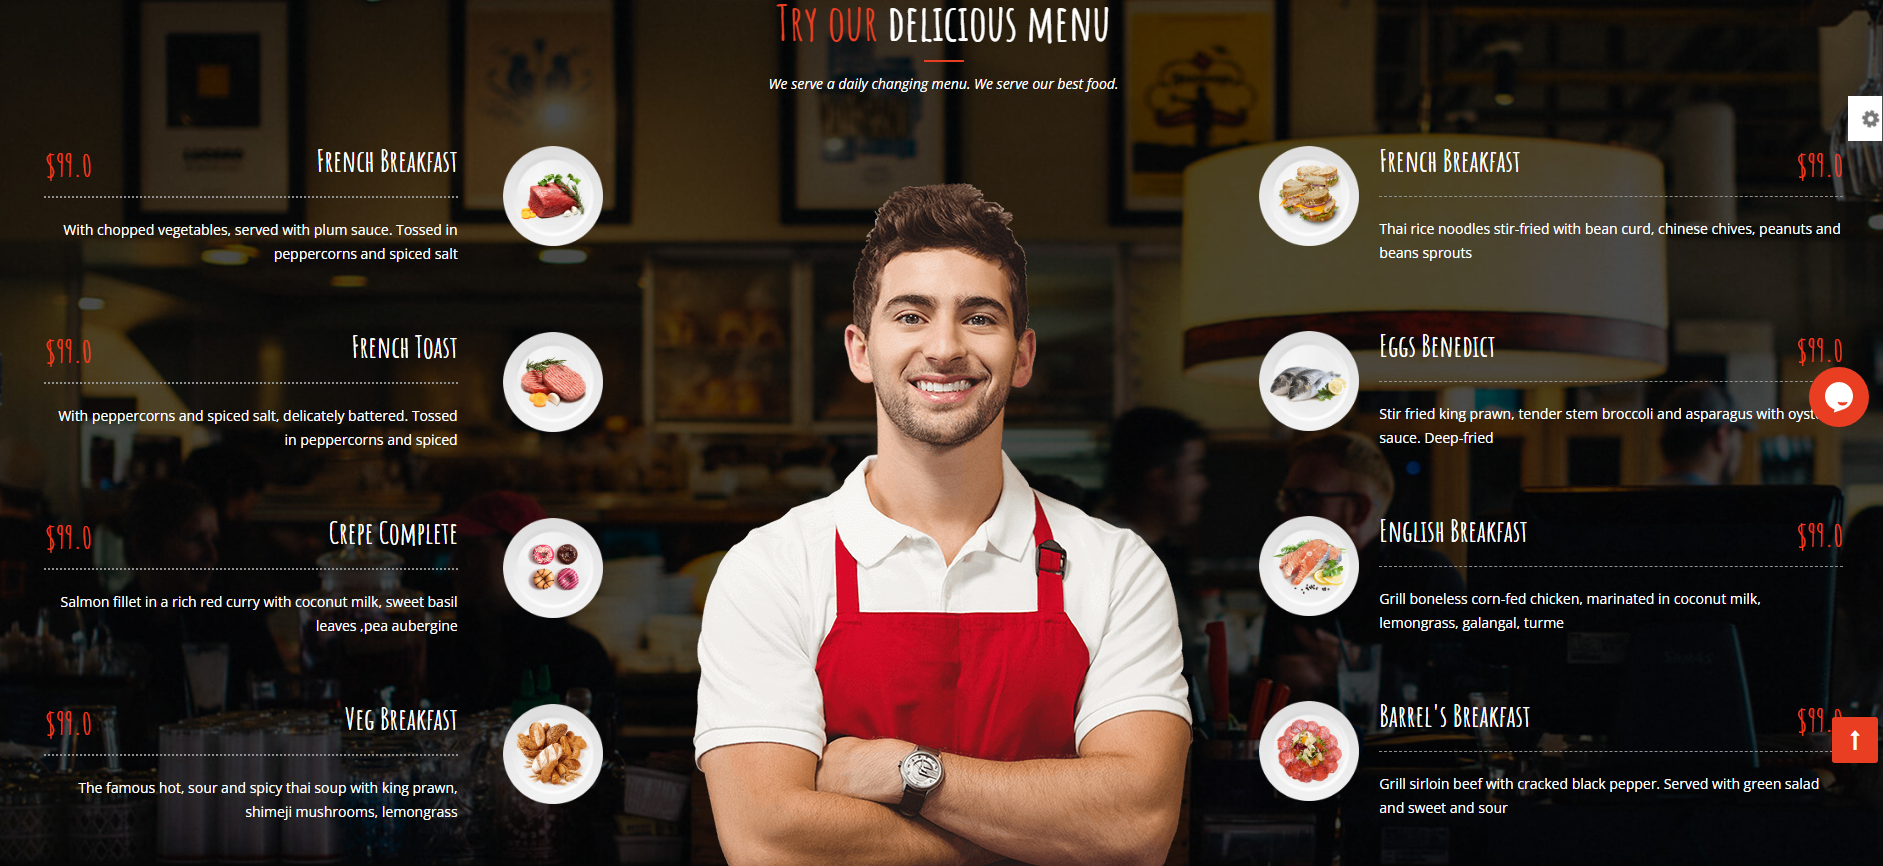 Try our delicious menu
We serve a daily changing menu. We serve our best food.
$99.0 French Breakfast
With chopped vegetables, served with plum sauce. Tossed in
peppercorns and spiced salt
$99.0 French Toast
With peppercorns and spiced salt, delicately battered. Tossed
in peppercorns and spiced
$99.0 Crepe Complete
Salmon fillet in a rich red curry with coconut milk, sweet basil
leaves ,pea aubergine
$99.0 Veg Breakfast
The famous hot, sour and spicy thai soup with king prawn,
shimeji mushrooms, lemongrass
French Breakfast $99.0
Thai rice noodles stir-fried with bean curd, chinese chives, peanuts and
beans sprouts
Eggs Benedict $99.0
Stir fried king prawn, tender stem broccoli and asparagus with
sauce. Deep-fried
English Breakfast $99.0
Grill boneless corn-fed chicken, marinated in coconut milk,
lemongrass, galangal, turme
Barrel's Breakfast $99.0
Grill sirloin beef with cracked black pepper. Served with green salad
and sweet and sour